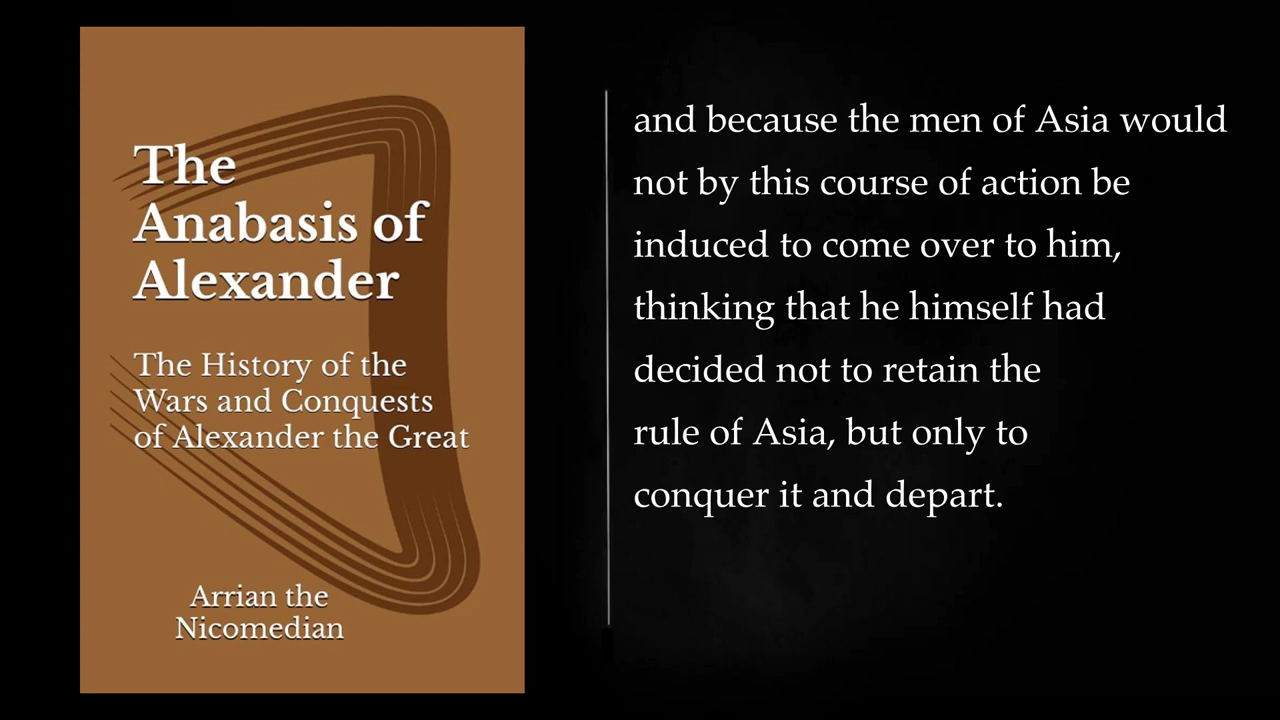 The
Anabasis of
Alexander
The History of the
Wars and Conquests
of Alexander the Great
Arrian the
Nicomedian
and because the men of Asia would
not by this course of action be
induced to come over to him,
thinking that he himself had
decided not to retain the
rule of Asia, but only to
conquer it and depart.